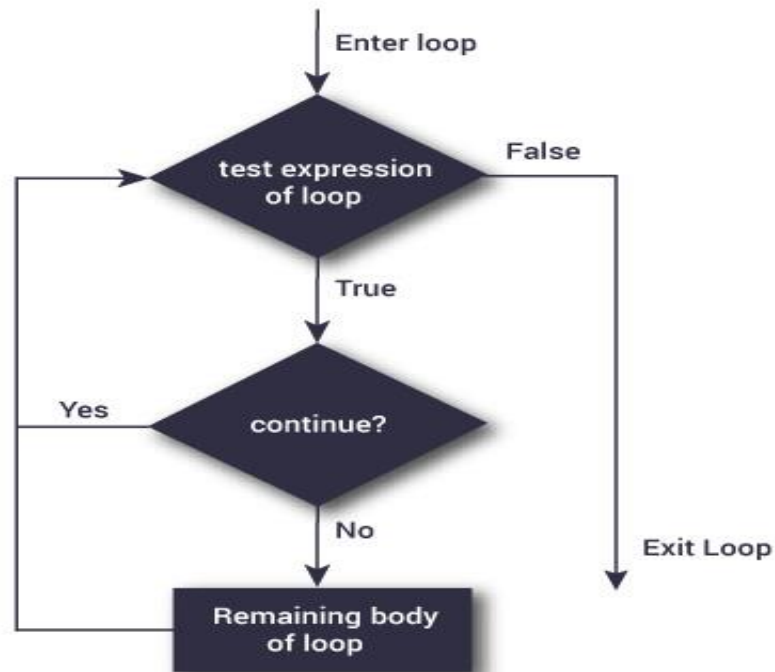 Enter loop
test expression
of loop
False
True
continue?
Yes
No
Exit Loop
Remaining body
of loop